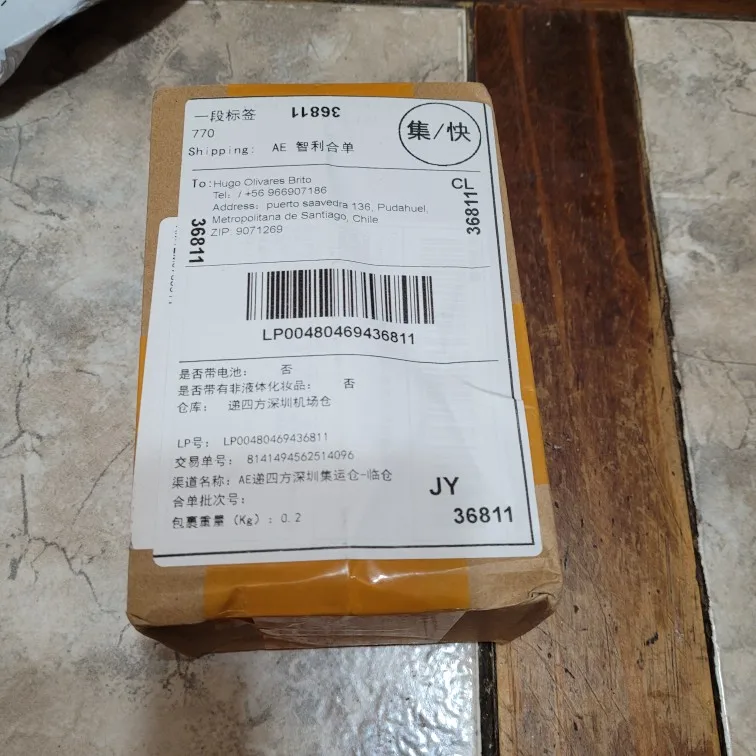 一段标签
36811
770
集/快
Shipping: AE 智利合单
To:Hugo Olivares Brito
CL
Tel: / +56 966907186
Address: puerto saavedra 136, Pudahuel,
Metropolitana de Santiago, Chile
ZIP: 9071269
36811
36811
LP00480469436811
是否带电池: 否
是否带有非液体化妆品: 否
仓库: 递四方深圳机场仓
LP号: LP00480469436811
交易单号: 8141494562514096
渠道名称: AE递四方深圳集运仓-临仓
合单批次号:
包裹重量 (Kg) : 0.2
JY
36811